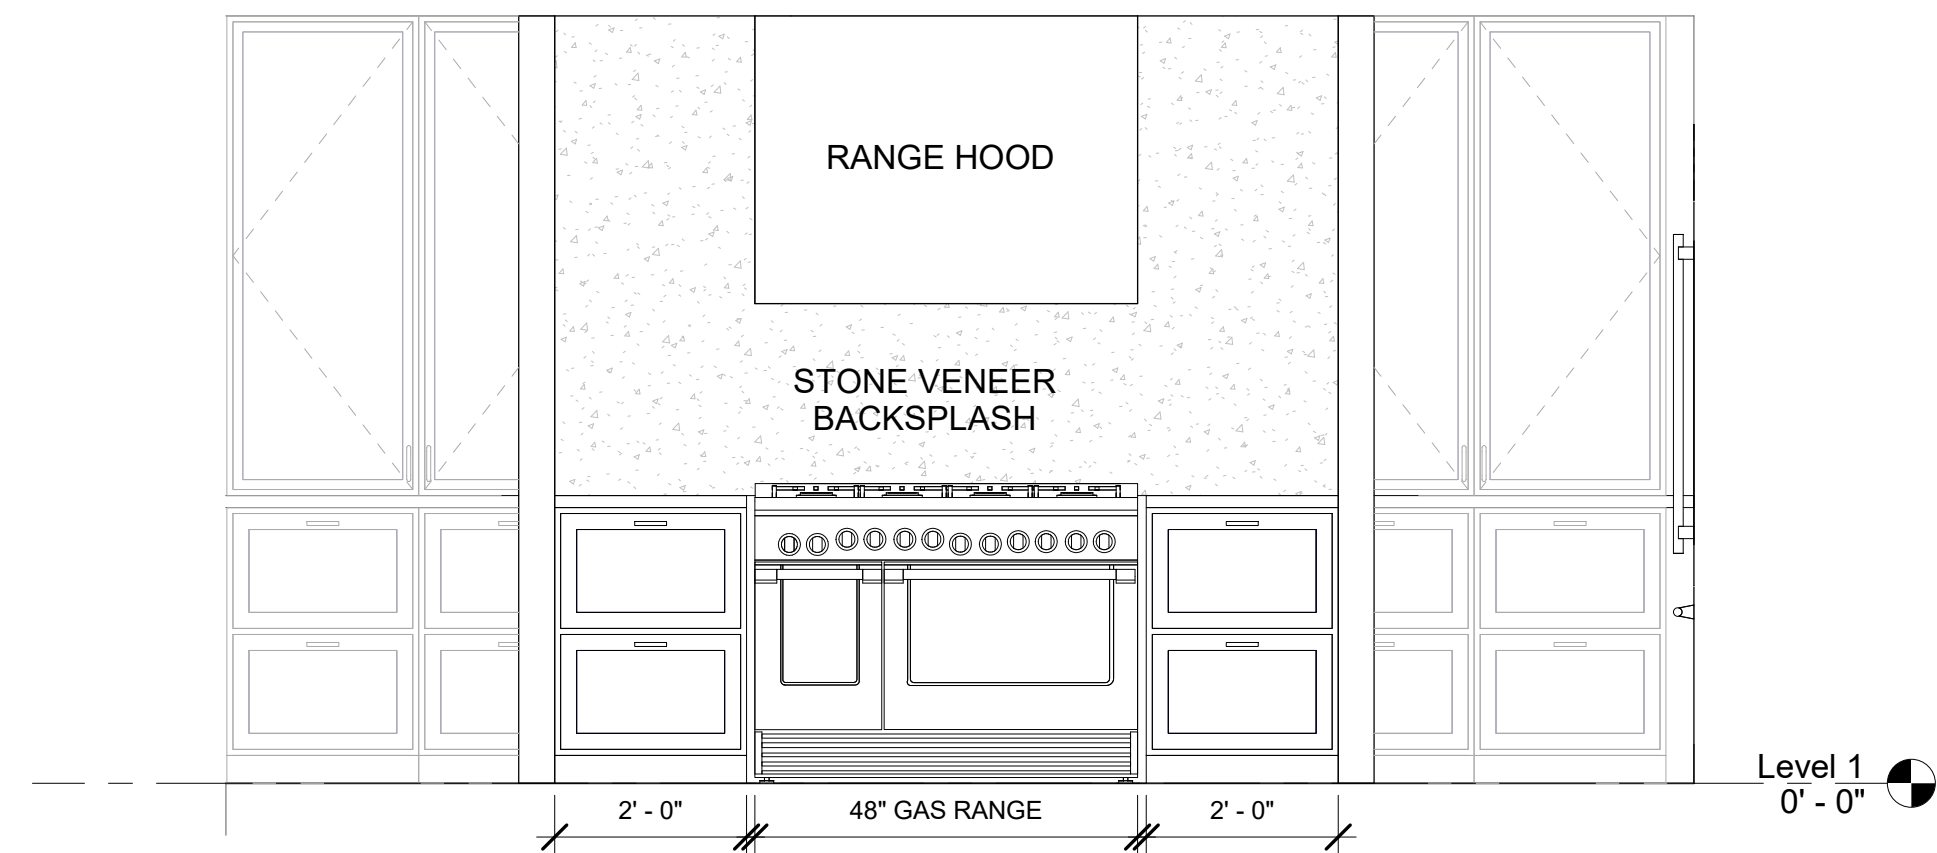 RANGE HOOD
STONE VENEER
BACKSPLASH
Level 1
0' - 0"
2' - 0"
48" GAS RANGE
2' - 0"